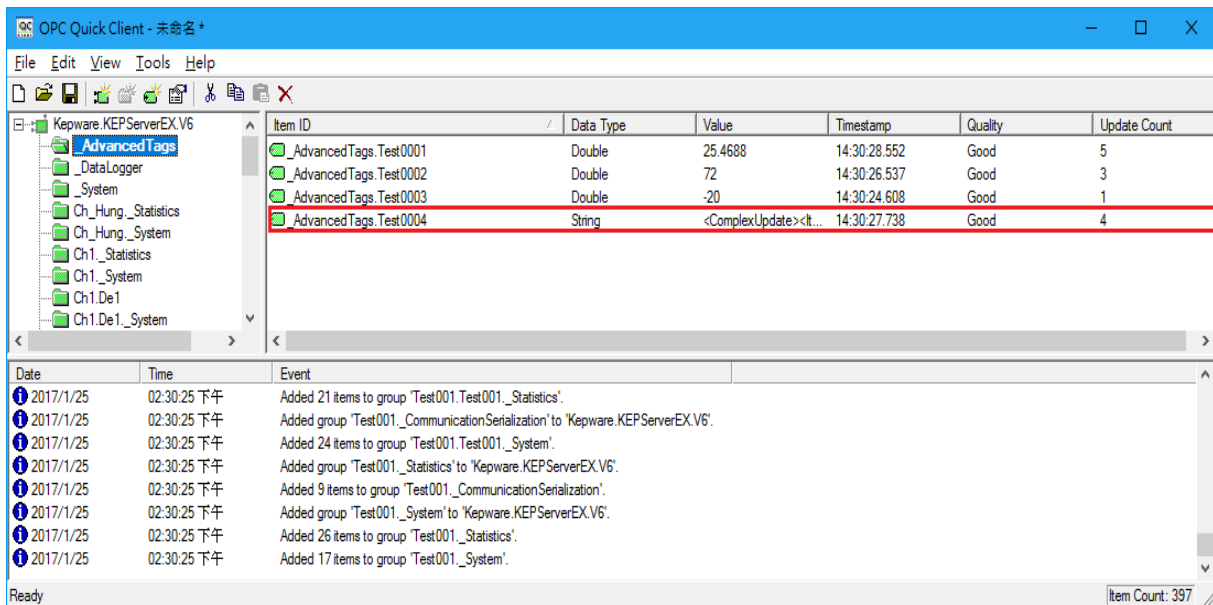 OPC Quick Client - 未命名 *
File Edit View Tools Help
Kepware.KEPServerEX.V6
_AdvancedTags
_DataLogger
_System
Ch_Hung._Statistics
Ch_Hung._System
Ch1._Statistics
Ch1._System
Ch1.De1
Ch1.De1._System
Item ID Data Type Value Timestamp Quality Update Count
_AdvancedTags.Test0001 Double 25.4688 14:30:28.552 Good 5
_AdvancedTags.Test0002 Double 72 14:30:26.537 Good 3
_AdvancedTags.Test0003 Double -20 14:30:24.608 Good 1
_AdvancedTags.Test0004 String <ComplexUpdate><It... 14:30:27.738 Good 4
Date Time Event
2017/1/25 02:30:25 下午 Added 21 items to group 'Test001.Test001._Statistics'.
2017/1/25 02:30:25 下午 Added group 'Test001._CommunicationSerialization' to 'Kepware.KEPServerEX.V6'.
2017/1/25 02:30:25 下午 Added 24 items to group 'Test001.Test001._System'.
2017/1/25 02:30:25 下午 Added group 'Test001._Statistics' to 'Kepware.KEPServerEX.V6'.
2017/1/25 02:30:25 下午 Added 9 items to group 'Test001._CommunicationSerialization'.
2017/1/25 02:30:25 下午 Added group 'Test001._System' to 'Kepware.KEPServerEX.V6'.
2017/1/25 02:30:25 下午 Added 26 items to group 'Test001._Statistics'.
2017/1/25 02:30:25 下午 Added 17 items to group 'Test001._System'.
Ready Item Count: 397